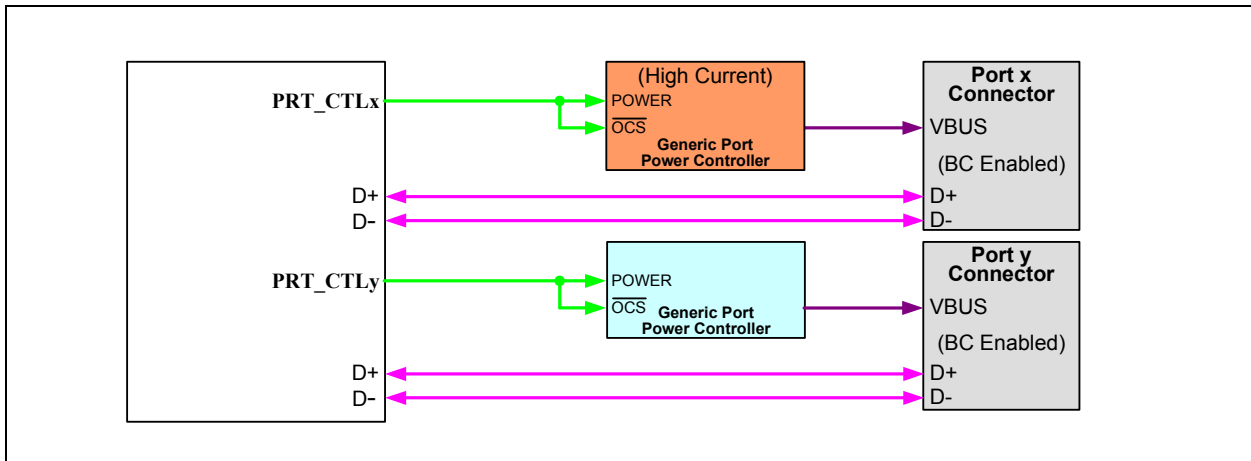 PRT_CTLx
D+
D-
PRT_CTLy
D+
D-
(High Current)
POWER
OCS
Generic Port
Power Controller
POWER
OCS
Generic Port
Power Controller
Port x
Connector
VBUS
(BC Enabled)
D+
D-
Port y
Connector
VBUS
(BC Enabled)
D+
D-